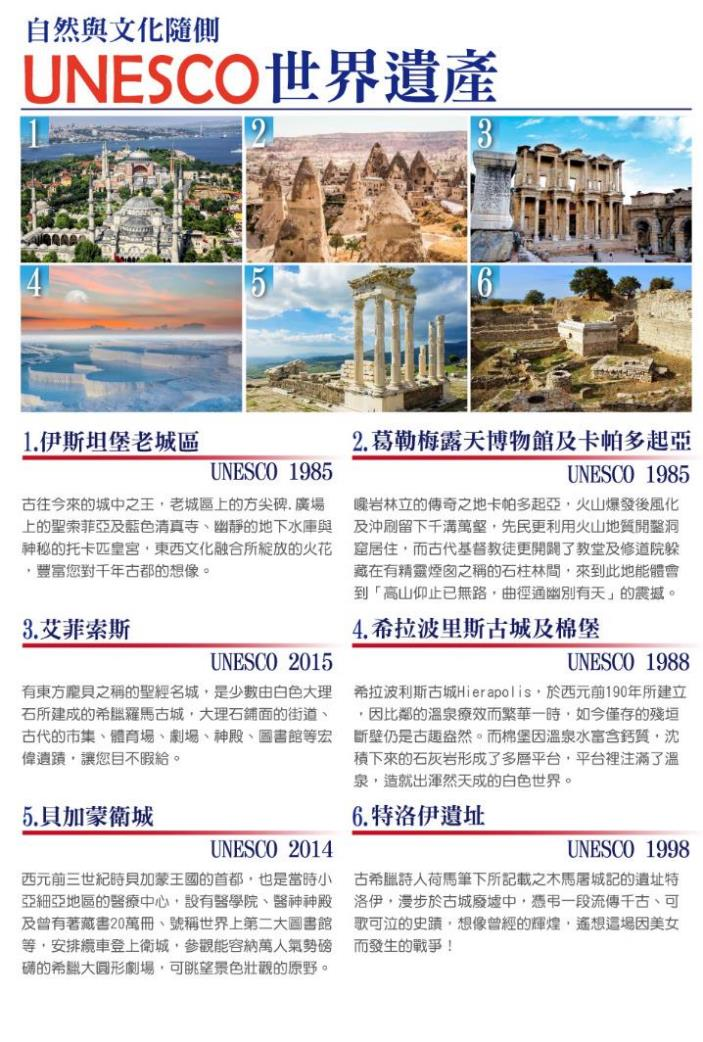 自然與文化隨側
UNESCO世界遺產
1
2
3
4
5
6
1.伊斯坦堡老城區
UNESCO 1985
古往今來的城中之王，老城區上的方尖碑.廣場
上的聖索菲亞及藍色清真寺、幽靜的地下水庫與
神秘的托卡匹皇宮，東西文化融合所綻放的火花
，豐富您對千年古都的想像。
2.葛勒梅露天博物館及卡帕多起亞
UNESCO 1985
巉岩林立的傳奇之地卡帕多起亞，火山爆發後風化
及沖刷留下千溝萬壑，先民更利用火山地質開鑿洞
窟居住，而古代基督教徒更開闢了教堂及修道院躲
藏在有精靈煙囪之稱的石柱林間，來到此地能體會
到「高山仰止已無路，曲徑通幽別有天」的震撼。
3.艾菲索斯
UNESCO 2015
有東方龐貝之稱的聖經名城，是少數由白色大理
石所建成的希臘羅馬古城，大理石鋪面的街道、
古代的市集、體育場、劇場、神殿、圖書館等宏
偉遺蹟，讓您目不暇給。
4.希拉波里斯古城及棉堡
UNESCO 1988
希拉波利斯古城Hierapolis，於西元前190年所建立
，因比鄰的溫泉療效而繁華一時，如今僅存的殘垣
斷壁仍是古趣盎然。而棉堡因溫泉水富含鈣質，沈
積下來的石灰岩形成了多層平台，平台裡注滿了溫
泉，造就出渾然天成的白色世界。
5.貝加蒙衛城
UNESCO 2014
西元前三世紀時貝加蒙王國的首都，也是當時小
亞細亞地區的醫療中心，設有醫學院、醫神神殿
及曾有著藏書20萬冊、號稱世界上第二大圖書館
等，安排纜車登上衛城，參觀能容納萬人氣勢磅
礡的希臘大圓形劇場，可眺望景色壯觀的原野。
6.特洛伊遺址
UNESCO 1998
古希臘詩人荷馬筆下所記載之木馬屠城記的遺址特
洛伊，漫步於古城廢墟中，憑弔一段流傳千古、可
歌可泣的史蹟，想像曾經的輝煌，遙想這場因美女
而發生的戰爭！